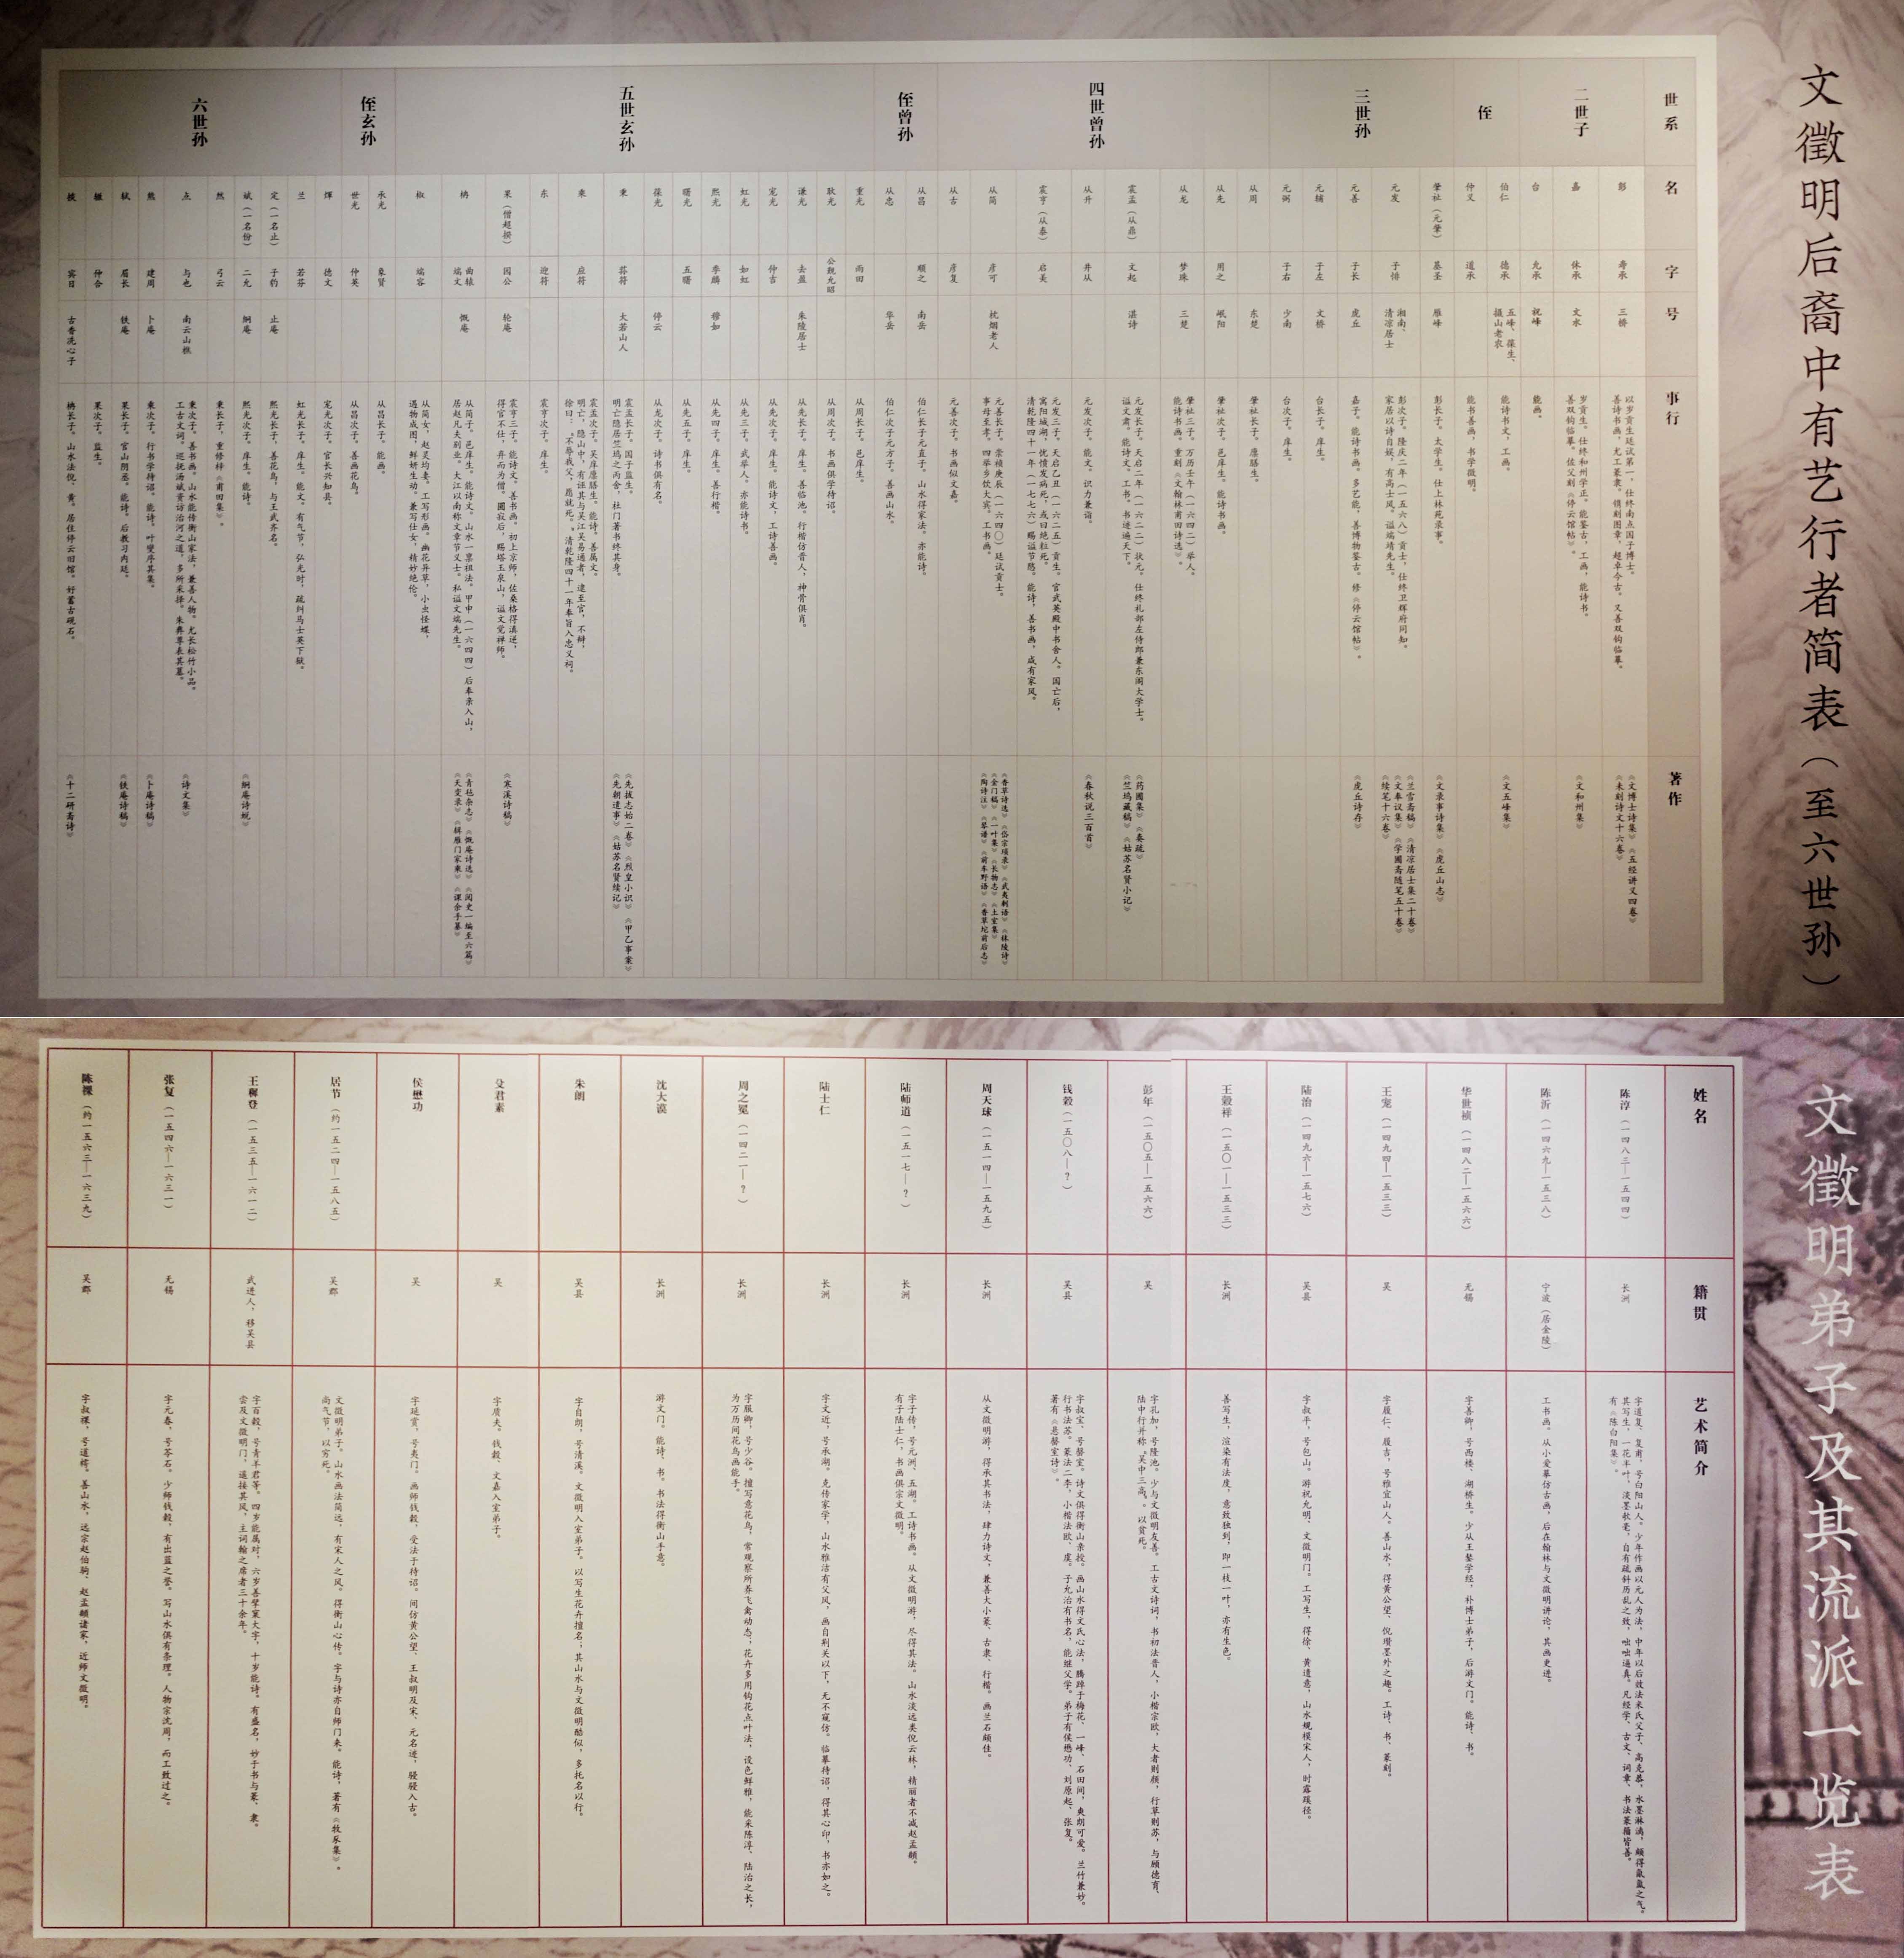 文徵明后裔中有艺行者简表（至六世孙）
世系
名
字
号
事行
著作
二世子
彭
寿承
三桥
以岁贡生廷试第一。仕终南点国子博士。
善诗书画，尤工篆隶。镌刻图章，超卓今古。又善双钩临摹。
《文博士诗集》《五经讲义四卷》
《未刻诗文十六卷》
嘉
休承
文水
岁贡生。仕终和州学正。能鉴古，工画，能诗书。
善双钩临摹。佐父刻《停云馆帖》。
《文和州集》
台
允承
祝峰
能画。
侄
伯仁
德承
五峰、葆生、
摄山老农
能诗书文，工画。
《文五峰集》
仲义
道承
能书善画，书学徵明。
三世孙
肇祉（元肇）
基圣
雁峰
彭长子。太学生。仕上林苑录事。
《文录事诗集》《虎丘山志》
元发
子悱
湘南、
清凉居士
彭次子。隆庆二年（一五六八）贡士，仕终卫辉府同知。
家居以诗自娱，有高士风。谥端靖先生。
《兰雪斋稿》《清凉居士集二十卷》
《文奉议集》《学圃斋随笔五十卷》
《续笔十六卷》
元善
子长
虎丘
嘉子。能诗书画。多艺能，善博物鉴古。修《停云馆帖》。
《虎丘诗存》
元辅
子左
文桥
台长子。庠生。
元弼
子右
少南
台次子。庠生。
四世曾孙
从周
东楚
肇祉长子。廪膳生。
从先
用之
岷阳
肇祉次子。邑庠生。能诗书画。
从龙
梦珠
三楚
肇祉三子。万历壬午（一六四二）举人。
能诗书画。重刻《文翰林甫田诗选》。
震孟（从鼎）
文起
湛诗
元发长子。天启二年（一六二二）状元。仕终礼部左侍郎兼东阁大学士。
谥文肃。能诗文。工书。书迹遍天下。
《药圃集》《奏疏》
《竺坞藏稿》《姑苏名贤小记》
从升
井从
元发次子。能文。识力兼诣。
《春秋说三百首》
震亨（从泰）
启美
元发三子。天启乙丑（一六二五）贡生。官武英殿中书舍人。国亡后，
寓阳城湖，忧愤发病死，或曰绝粒死。
清乾隆四十一年（一七七六）赐谥节愍。能诗，善书画，咸有家风。
从简
彦可
枕烟老人
元善长子。崇祯庚辰（一六四〇）廷试贡士。
事母至孝。四举乡饮大宾。工书画。
《香草诗选》《岱宗琐录》《武夷剩语》《秣陵诗》
《金门稿》《一叶集》《长物志》《土室集》
《陶诗注》《琴语》《前车野语》《香草垞前后志》
从古
彦复
元善次子。书画似文嘉。
侄曾孙
从昌
顺之
南岳
伯仁长子元直子。山水得家法。亦能诗。
从忠
华岳
伯仁次子元方子。善画山水。
五世玄孙
重光
雨田
从周长子。邑庠生。
耿光
公觐允昭
从周次子。书画俱学待诏。
谦光
去盈
朱陵居士
从先长子。庠生。善临池。行楷仿晋人，神骨俱肖。
宠光
仲吉
从先次子。庠生。能诗文，工诗善画。
虹光
如虹
从先三子。武举人。亦能诗书。
熙光
季麟
穆如
从先四子。庠生。善行楷。
曙光
五曙
从先五子。庠生。
葆光
停云
从龙次子。诗书俱有名。
秉
荪符
大若山人
震孟长子。国子监生。
明亡隐居竺坞之丙舍，杜门著书终其身。
《先拔志始二卷》《烈皇小识》《甲乙事案》
《先朝遗事》《姑苏名贤续记》
乘
应符
震孟次子。吴庠廪膳生。能诗，善属文。
明亡，隐山中，有诬其与吴江吴易通者，逮至官，不辩，
徐曰：“不辱我父，愿就死。”清乾隆四十一年奉旨入忠义祠。
东
迎符
震亨次子。庠生。
果（僧超揆）
园公
轮庵
震亨三子。能诗文。善书画。初上京师，佐桑格得滇逆，
得官不仕，弃而为僧。圆寂后，赐塔玉泉山，谥文觉禅师。
《寒溪诗稿》
柟
曲辕
端文
慨庵
从简子。邑庠生。能诗文。山水一禀祖法。甲申（一六四四）后奉亲入山，
居赵凡夫别业。大江以南称文章节义士。私谥文端先生。
《青毡杂志》《慨庵诗选》《阅史一编至六篇》
《天变录》《辑雁门家乘》《课余手纂》
椒
端容
从简女，赵灵均妻。工写形画。幽花异草，小虫怪蝶，
遇物成图，鲜妍生动。兼写仕女，精妙绝伦。
侄玄孙
承光
象贤
从昌长子。能画。
世光
仲英
从昌次子。善画花鸟。
六世孙
焯
德文
宠光次子。官长兴知县。
兰
若芬
虹光长子。庠生。能文，有气节，弘光时，疏纠马士英下狱。
定（一名止）
子豹
止庵
熙光长子，善花鸟，与王武齐名。
斌（一名份）
二允
䌹庵
熙光次子。庠生。能诗。
《䌹庵诗蜕》
然
弓云
秉长子，重修梓《甫田集》。
点
与也
南云山樵
秉次子。善书画。山水能传衡山家法，兼善人物。尤长松竹小品。
工古文词。巡抚汤斌资访治河之道，多所采择。朱彝尊表其墓。
《诗文集》
熊
建周
卜庵
乘次子。行书学待诏。能诗。叶燮序其集。
《卜庵诗稿》
轼
眉长
铁庵
果长子。官山阴丞。能诗。后教习内廷。
《铁庵诗稿》
辙
仲合
果次子。监生。
掞
宾日
古香洗心子
柟长子。山水法倪、黄。居住停云旧馆。好蓄古砚石。
《十二研斋诗》
文徵明弟子及其流派一览表
姓名
籍贯
艺术简介
陈淳（一四八三—一五四四）
长洲
字道复、复甫，号白阳山人。少年作画以元人为法，中年以后效法米氏父子、高克恭，水墨淋漓，颇得氤氲之气。
其写生，一花半叶，淡墨欹毫，自有疏斜历乱之致，咄咄逼真。凡经学、古文、词章、书法篆籀皆善。
有《陈白阳集》。
陈沂（一四六九—一五三八）
宁波（居金陵）
工书画。从小爱摹仿古画，后在翰林与文徵明讲论，其画更进。
华世祯（一四八二—一五六六）
无锡
字善卿，号西楼、湖桥生。少从王鏊学经，补博士弟子，后游文门。能诗、书。
王宠（一四九四—一五三三）
吴
字履仁、履吉，号雅宜山人。善山水，得黄公望、倪瓒墨外之趣。工诗、书、篆刻。
陆治（一四九六—一五七六）
吴县
字叔平，号包山。游祝允明、文徵明门。工写生，得徐、黄遗意，山水规模宋人，时露蹊径。
王榖祥（一五〇一—一五三三）
长洲
善写生，渲染有法度，意致独到，即一枝一叶，亦有生色。
彭年（一五〇五—一五六六）
吴
字孔加，号隆池。少与文徵明友善。工古文诗词，书初法晋人，小楷宗欧，大者则颜，行草则苏，与顾德育、
陆中行并称“吴中三高”。以贫死。
钱榖（一五〇八—？）
吴县
字叔宝，号磬室。诗文俱得衡山亲授。画山水得文氏心法，腾踔于梅花、一峰、石田间，爽朗可爱。兰竹兼妙。
行书法苏。篆法二李，小楷法欧、虞。子允治有书名，能继父学。弟子有侯懋功、刘原起、张复。
著有《悬磬室诗》。
周天球（一五一四—一五九五）
长洲
从文徵明游，得承其书法，肆力诗文，兼善大小篆、古隶、行楷。画兰石颇佳。
陆师道（一五一七—？）
长洲
字子传，号元洲、五湖。工诗书画。从文徵明游，尽得其法。山水淡远类倪云林，精丽者不减赵孟頫。
有子陆士仁，书画俱宗文徵明。
陆士仁
长洲
字文近，号承湖。克传家学，山水雅洁有父风，画自荆关以下，无不窥仿。临摹待诏，得其心印，书亦如之。
周之冕（一四二一—？）
长洲
字服卿，号少谷。擅写意花鸟，常观察所养飞禽动态，花卉多用钩花点叶法，设色鲜雅，能采陈淳、陆治之长，
为万历间花鸟画能手。
沈大谟
长洲
游文门。能诗、书。书法得衡山手意。
朱朗
吴县
字自朗，号清溪。文徵明入室弟子。以写生花卉擅名；其山水与文徵明酷似，多托名以行。
殳君素
吴
字质夫。钱榖、文嘉入室弟子。
侯懋功
吴
字延赏，号夷门。画师钱榖，受法于待诏。间仿黄公望、王叔明及宋、元名迹，骎骎入古。
居节（约一五二四—一五八五）
吴郡
文徵明弟子。山水画法简远，有宋人之风。得衡山心传。字与诗亦自师门来。能诗，著有《牧豕集》。
尚气节，以穷死。
王穉登（一五三五—一六一二）
武进人，移吴县
字百榖，号青羊君等。四岁能属对，六岁善擘窠大字，十岁能诗。有盛名，妙于书与篆、隶。
尝及文徵明门，遥接其风，主词翰之席者三十余年。
张复（一五四六—一六三一）
无锡
字元春，号苓石。少师钱榖，有出蓝之誉。写山水俱有条理。人物宗沈周，而工致过之。
陈祼（约一五六三—一六三九）
吴郡
字叔祼，号道樗。善山水，远宗赵伯驹、赵孟頫诸家，近师文徵明。